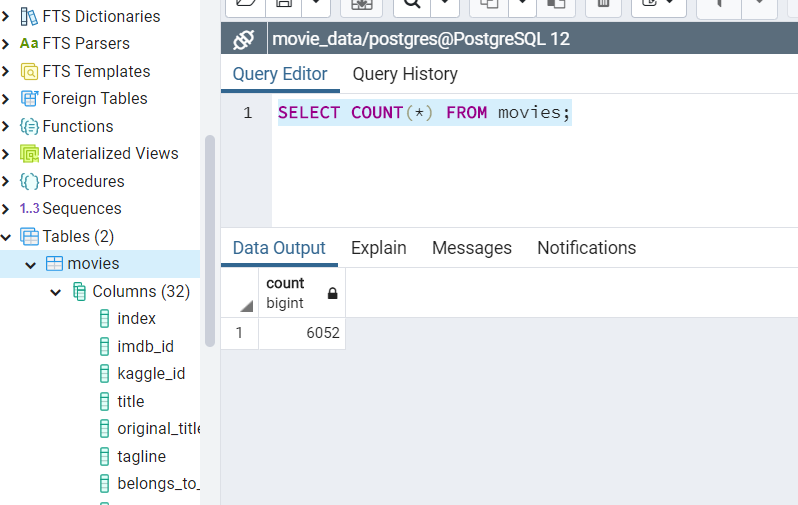 FTS Dictionaries
Aa FTS Parsers
FTS Templates
Foreign Tables
Functions
Materialized Views
Procedures
1..3 Sequences
Tables (2)
movies
Columns (32)
index
imdb_id
kaggle_id
title
original_title
tagline
belongs_to_
movie_data/postgres@PostgreSQL 12
Query Editor Query History
1 SELECT COUNT(*) FROM movies;
Data Output Explain Messages Notifications
count
bigint
1 6052